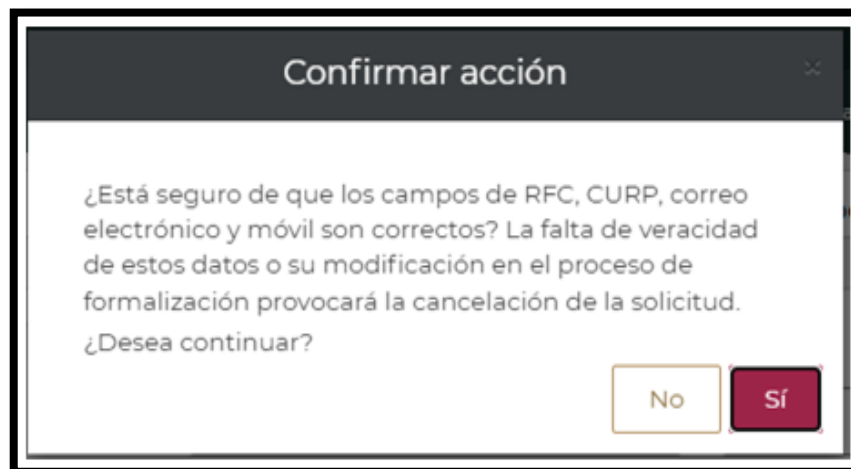 Confirmar acción
¿Está seguro de que los campos de RFC, CURP, correo
electrónico y móvil son correctos? La falta de veracidad
de estos datos o su modificación en el proceso de
formalización provocará la cancelación de la solicitud.
¿Desea continuar?
No
Sí